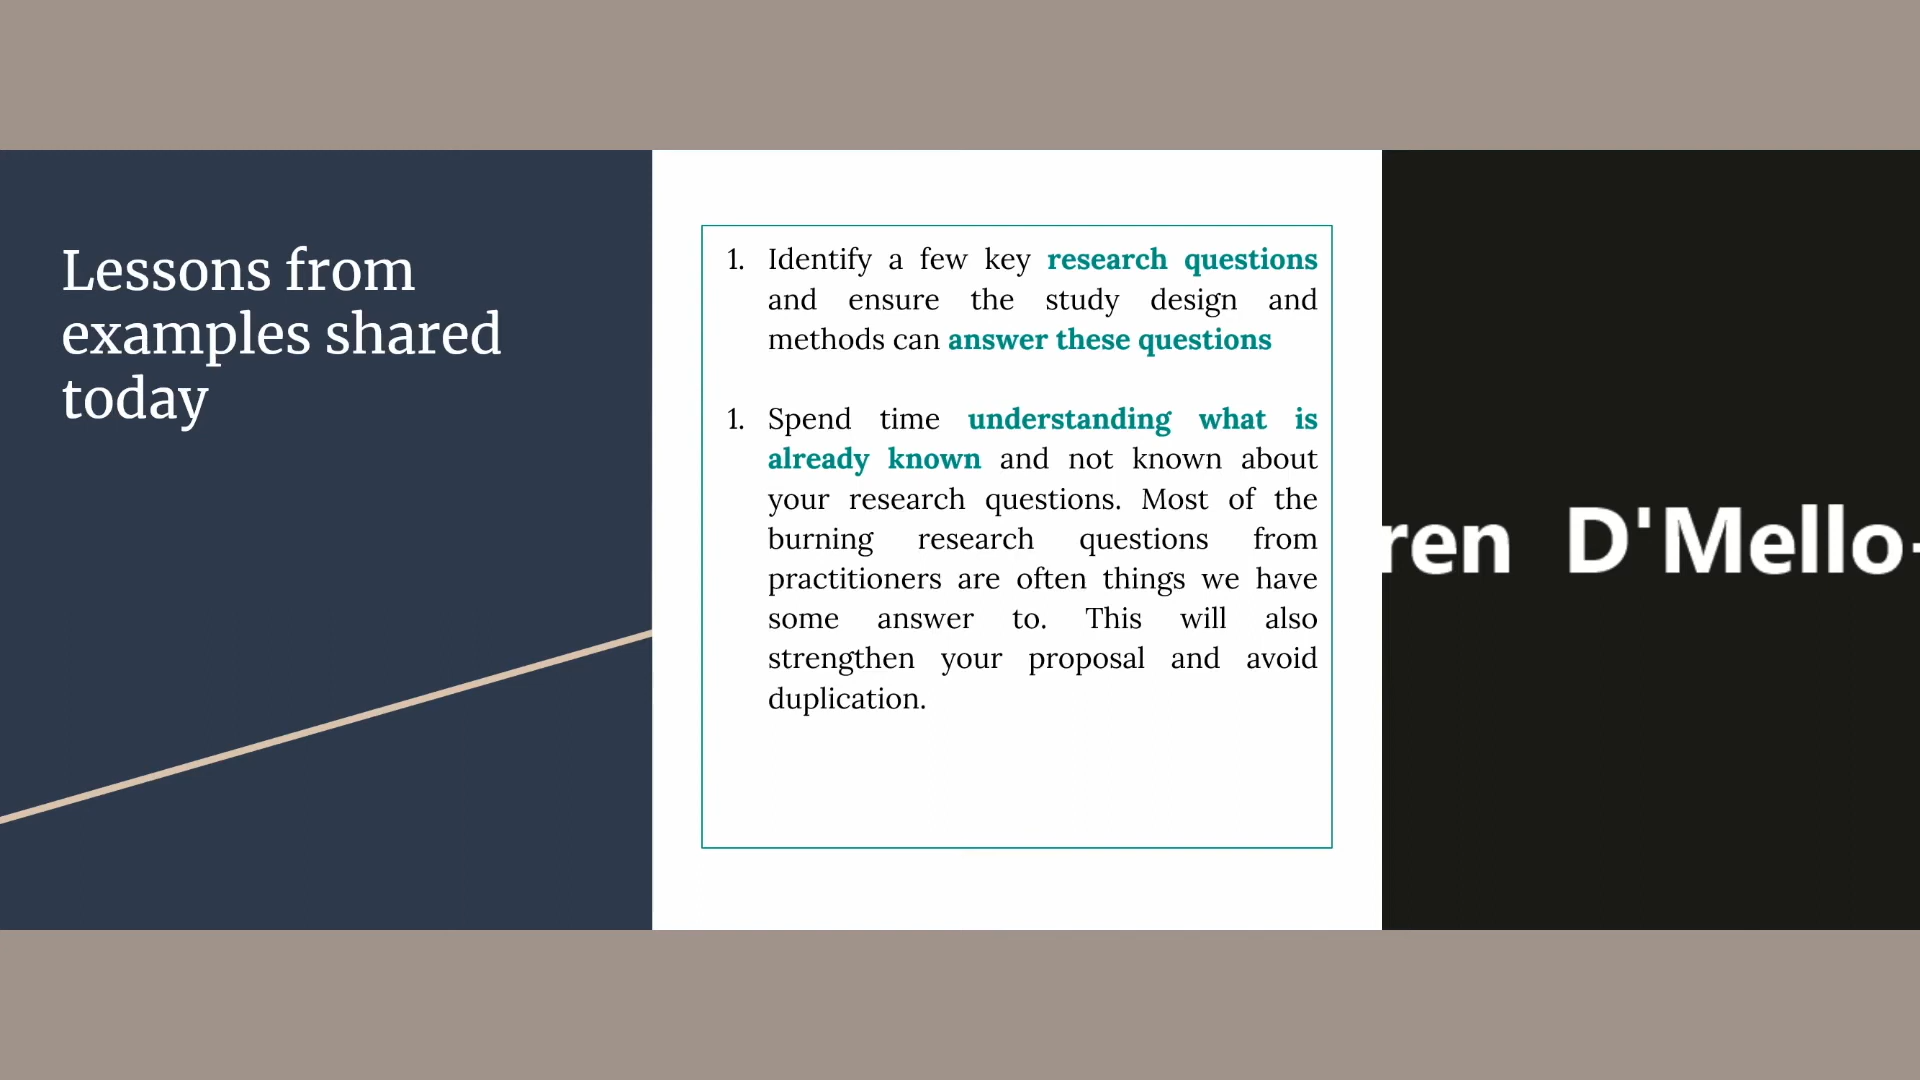 Lessons from
examples shared
today
1. Identify a few key research questions
and ensure the study design and
methods can answer these questions
1. Spend time understanding what is
already known and not known about
your research questions. Most of the
burning research questions from
practitioners are often things we have
some answer to. This will also
strengthen your proposal and avoid
duplication.
ren D'Mello-